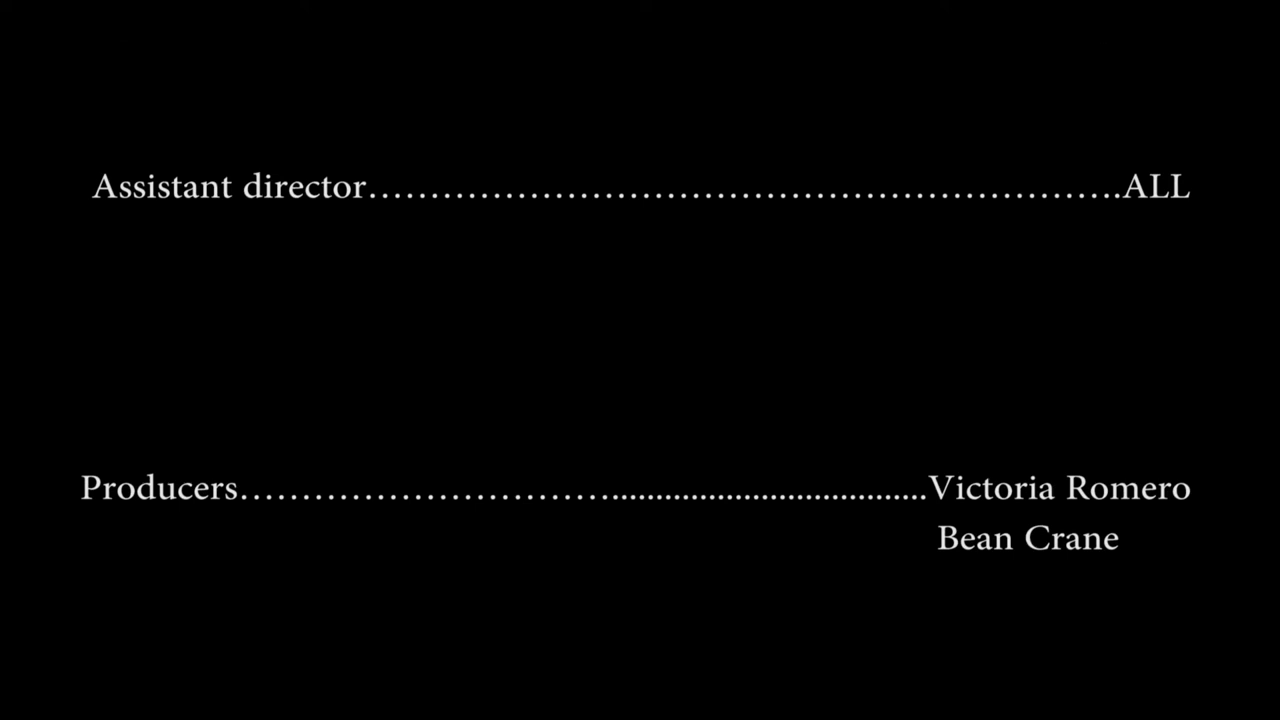 Assistant director……………………………………………………….ALL
Producers…………………………...............................Victoria Romero
Bean Crane